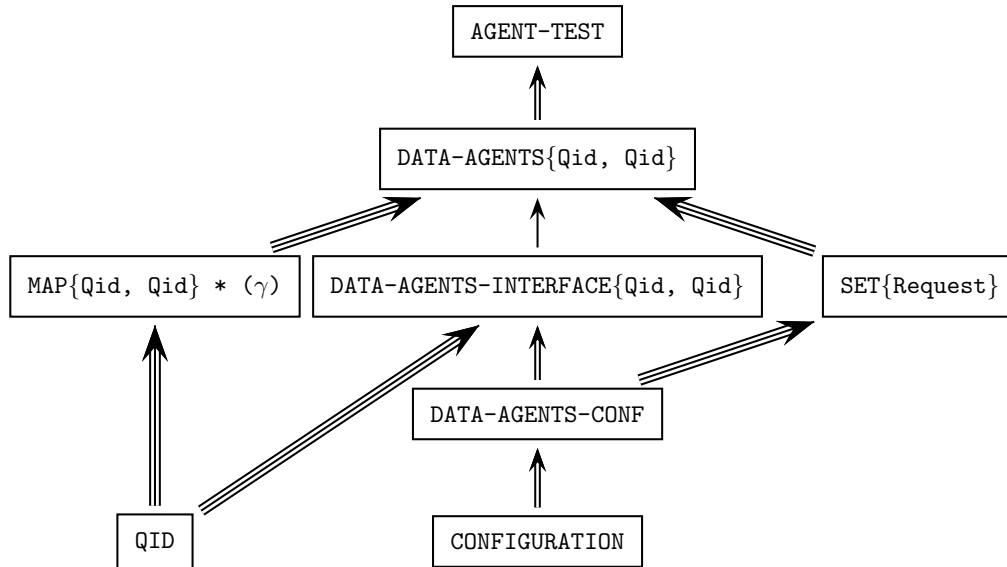 AGENT-TEST
DATA-AGENTS{Qid, Qid}
MAP{Qid, Qid} * (γ)
DATA-AGENTS-INTERFACE{Qid, Qid}
SET{Request}
DATA-AGENTS-CONF
QID
CONFIGURATION